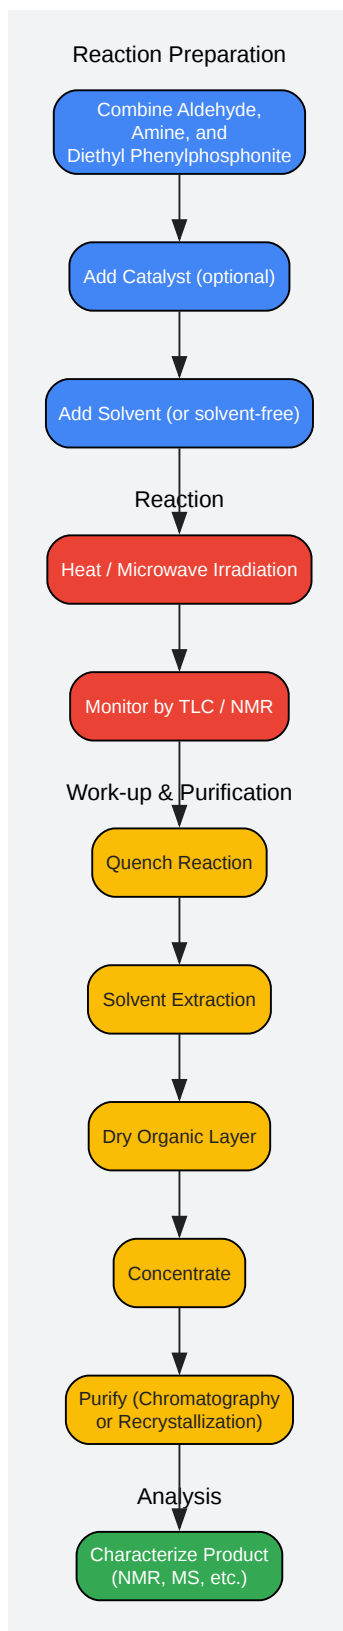 Reaction Preparation
Combine Aldehyde,
Amine, and
Diethyl Phenylphosphonite
Add Catalyst (optional)
Add Solvent (or solvent-free)
Reaction
Heat / Microwave Irradiation
Monitor by TLC / NMR
Work-up & Purification
Quench Reaction
Solvent Extraction
Dry Organic Layer
Concentrate
Purify (Chromatography
or Recrystallization)
Analysis
Characterize Product
(NMR, MS, etc.)